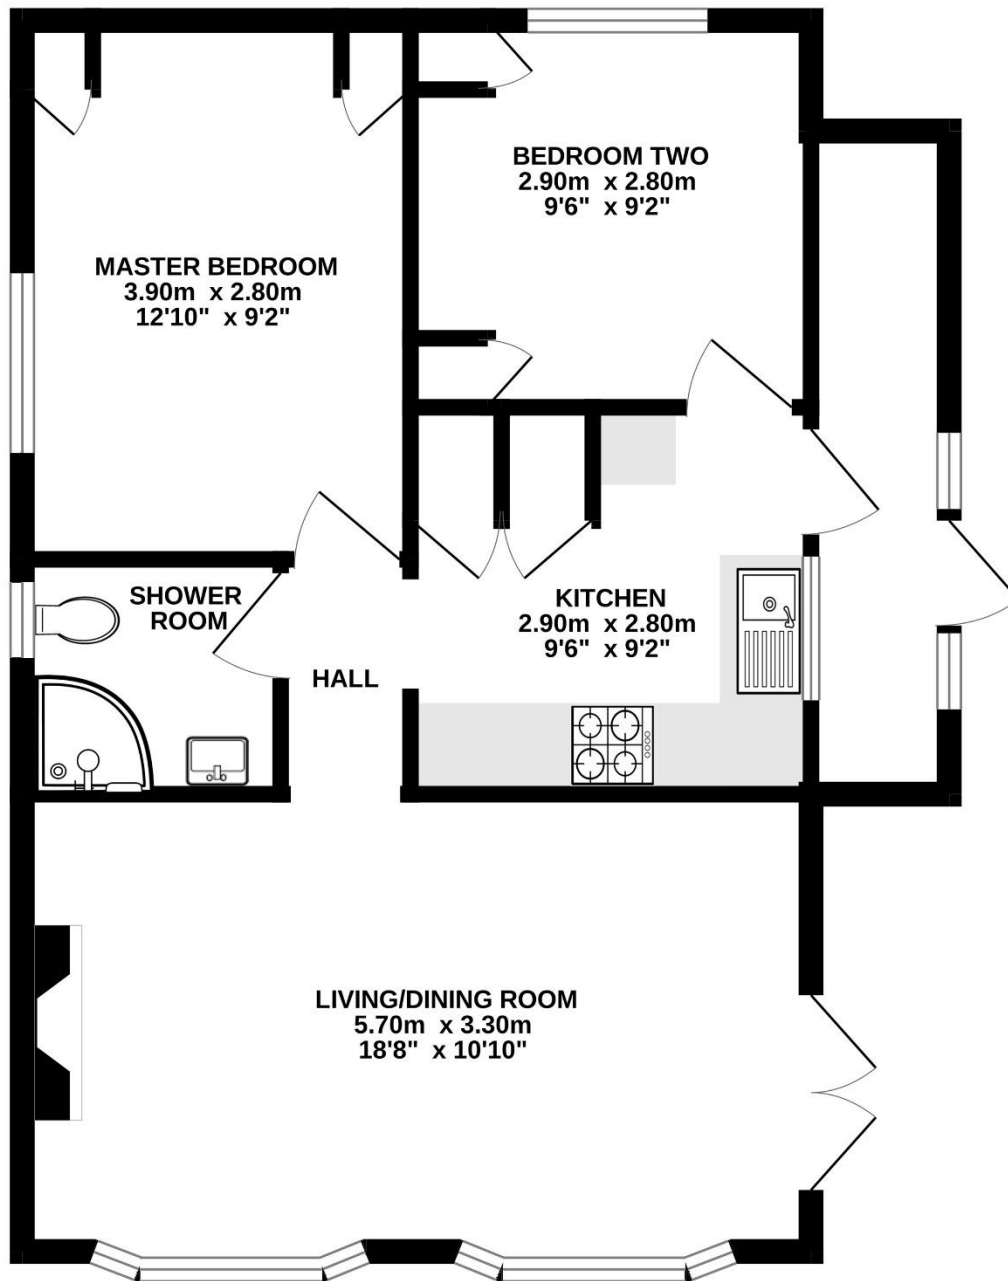 BEDROOM TWO
2.90m x 2.80m
9'6" x 9'2"
MASTER BEDROOM
3.90m x 2.80m
12'10" x 9'2"
SHOWER
ROOM
KITCHEN
2.90m x 2.80m
9'6" x 9'2"
HALL
LIVING/DINING ROOM
5.70m x 3.30m
18'8" x 10'10"